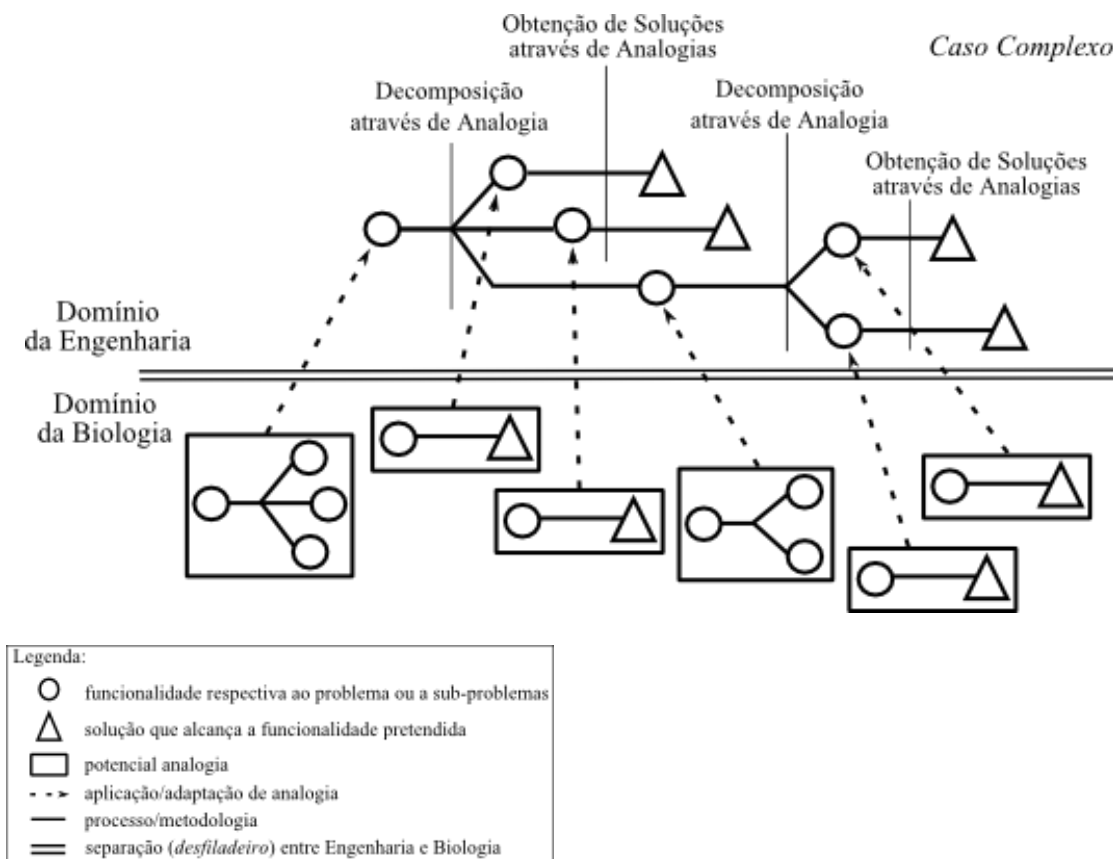 Obtenção de Soluções
através de Analogias
Caso Complexo
Decomposição
através de Analogia
Decomposição
através de Analogia
Obtenção de Soluções
através de Analogias
Domínio
da Engenharia
Domínio
da Biologia
Legenda:
funcionalidade respectiva ao problema ou a sub-problemas
solução que alcança a funcionalidade pretendida
potencial analogia
aplicação/adaptação de analogia
processo/metodologia
separação (desfiladeiro) entre Engenharia e Biologia